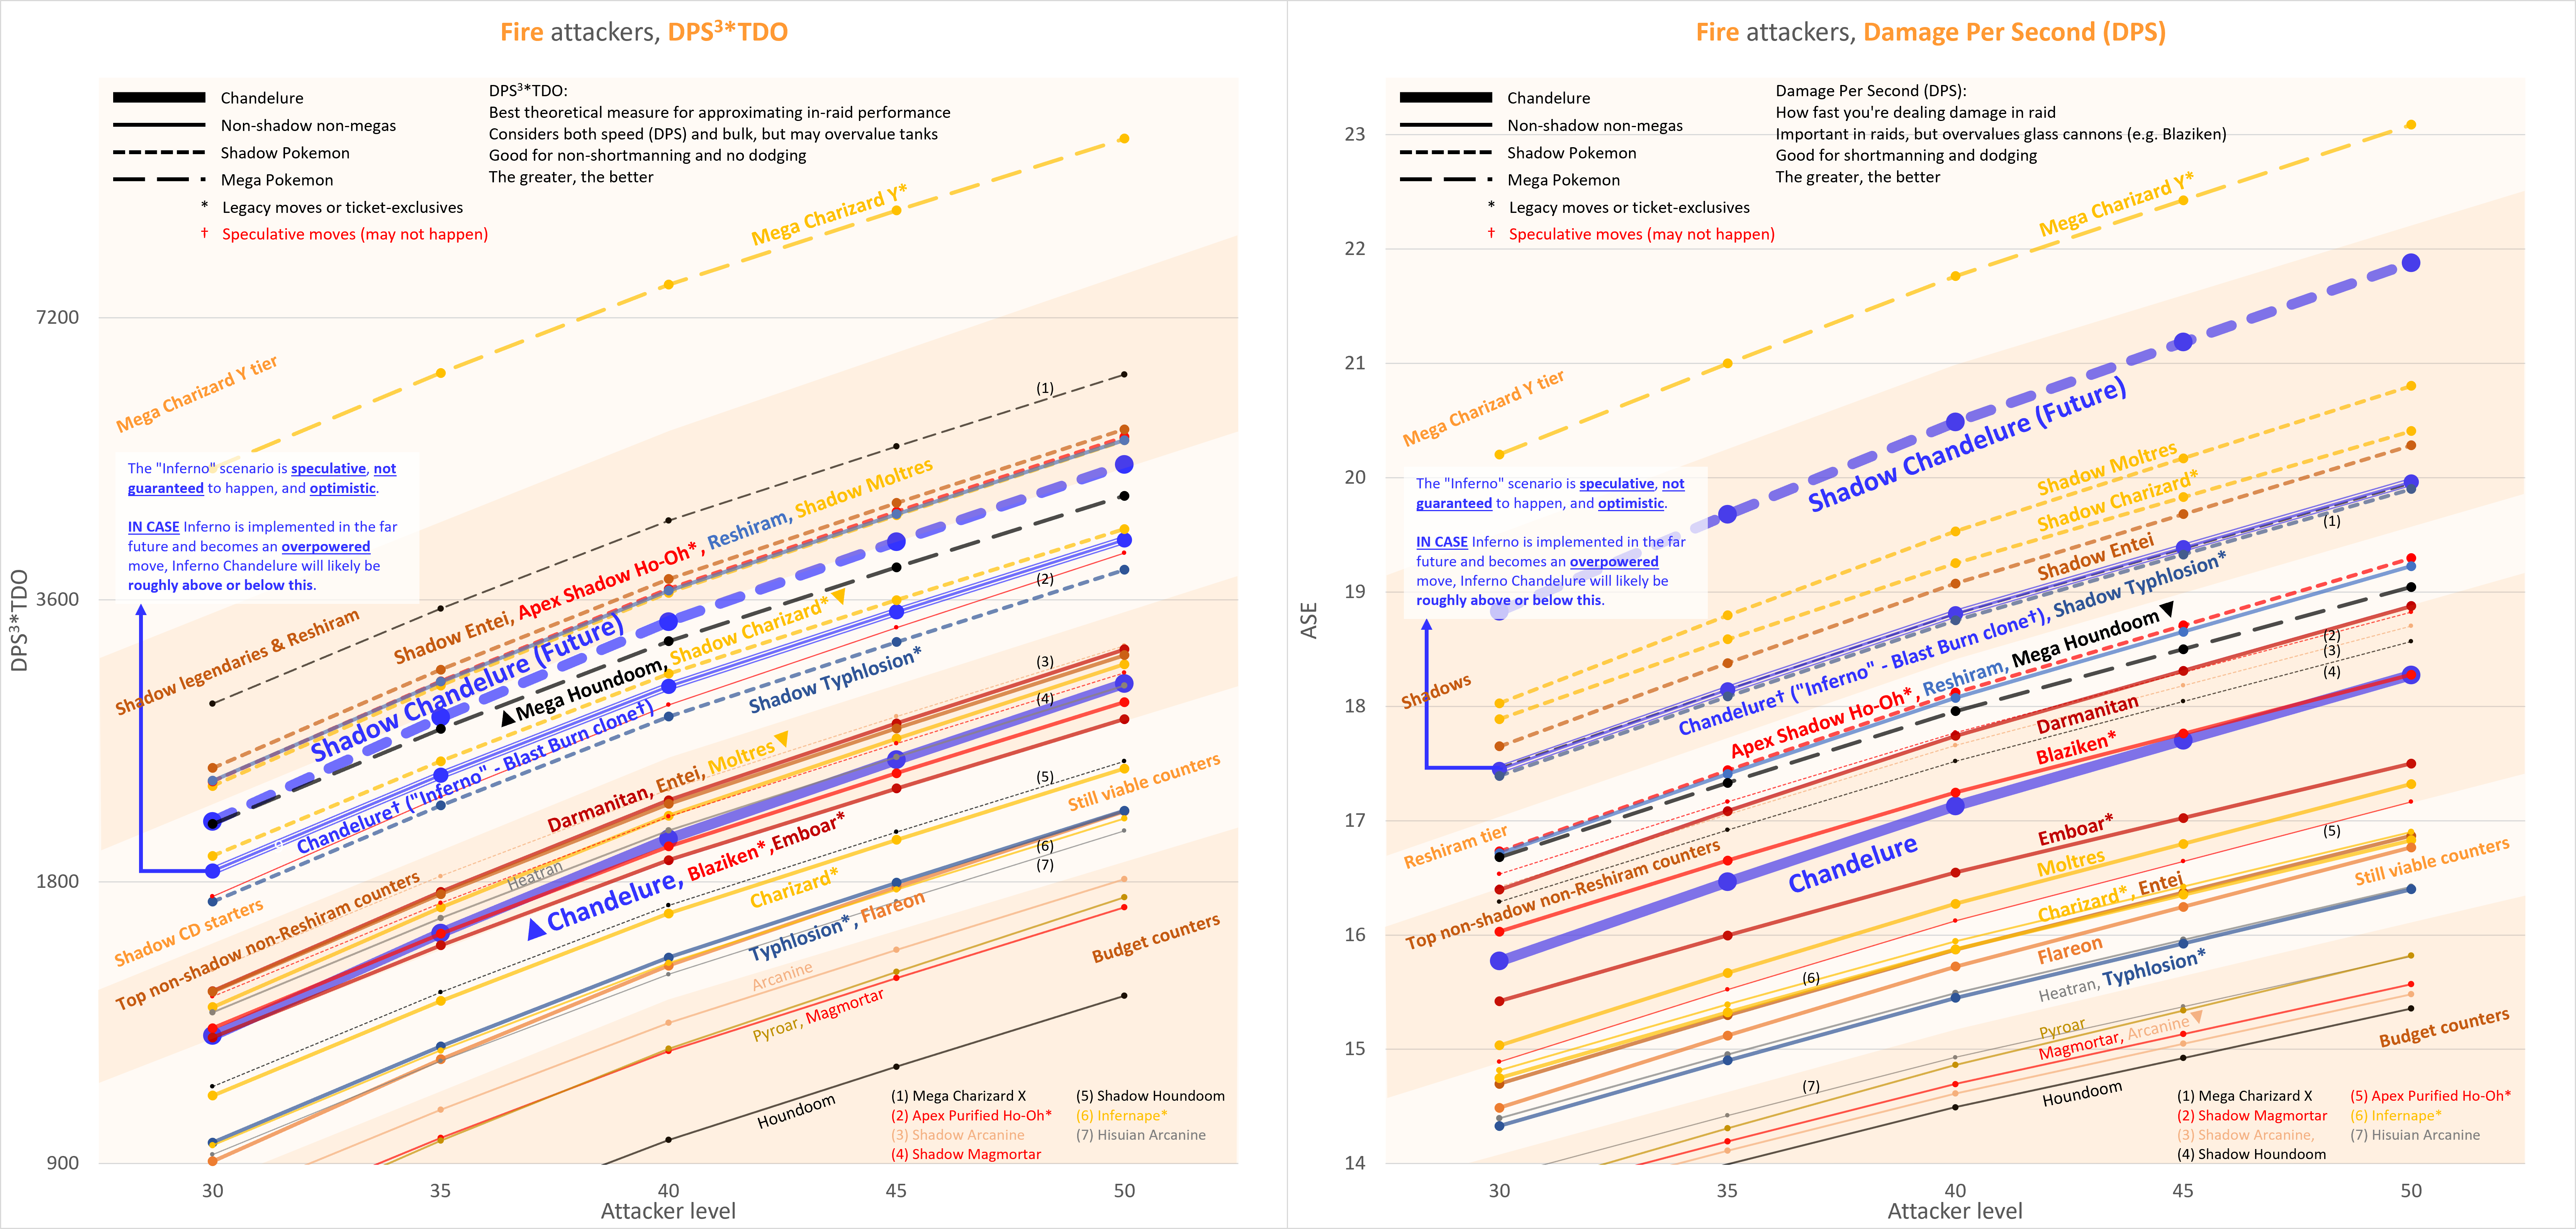 Fire attackers, DPS³*TDO
Chandelure
Non-shadow non-megas
Shadow Pokemon
Mega Pokemon
* Legacy moves or ticket-exclusives
† Speculative moves (may not happen)
DPS³*TDO:
Best theoretical measure for approximating in-raid performance
Considers both speed (DPS) and bulk, but may overvalue tanks
Good for non-shortmanning and no dodging
The greater, the better
Mega Charizard Y*
7200
Mega Charizard Y tier
(1)
The "Inferno" scenario is speculative, not
guaranteed to happen, and optimistic.
IN CASE Inferno is implemented in the far
future and becomes an overpowered
move, Inferno Chandelure will likely be
roughly above or below this.
Shadow Entei, Apex Shadow Ho-Oh*, Reshiram, Shadow Moltres
3600
(2)
DPS³*TDO
Shadow legendaries & Reshiram
Shadow Chandelure (Future)
▲Mega Houndoom, Shadow Charizard*▼
Chandelure† ("Inferno" - Blast Burn clone†)
Shadow Typhlosion*
(3)
(4)
Darmanitan, Entei, Moltres▼
(5)
Still viable counters
1800
Heatran
▲Chandelure, Blaziken*,Emboar*
(6)
(7)
Charizard*
Shadow CD starters
Top non-shadow non-Reshiram counters
Typhlosion*, Flareon
Budget counters
Arcanine
Pyroar, Magmortar
Houndoom
(1) Mega Charizard X
(2) Apex Purified Ho-Oh*
(3) Shadow Arcanine
(4) Shadow Magmortar
(5) Shadow Houndoom
(6) Infernape*
(7) Hisuian Arcanine
900
30 35 40 45 50
Attacker level
Fire attackers, Damage Per Second (DPS)
Chandelure
Non-shadow non-megas
Shadow Pokemon
Mega Pokemon
* Legacy moves or ticket-exclusives
† Speculative moves (may not happen)
Damage Per Second (DPS):
How fast you're dealing damage in raid
Important in raids, but overvalues glass cannons (e.g. Blaziken)
Good for shortmanning and dodging
The greater, the better
23
Mega Charizard Y*
22
21
Mega Charizard Y tier
Shadow Chandelure (Future)
20
Shadow Moltres
Shadow Charizard*
The "Inferno" scenario is speculative, not
guaranteed to happen, and optimistic.
IN CASE Inferno is implemented in the far
future and becomes an overpowered
move, Inferno Chandelure will likely be
roughly above or below this.
Shadow Entei
(1)
19
ASE
Chandelure† ("Inferno" - Blast Burn clone†), Shadow Typhlosion*
Apex Shadow Ho-Oh*, Reshiram, Mega Houndoom▼
(2)
(3)
(4)
Shadows
18
Darmanitan
Blaziken*
17
Reshiram tier
Chandelure
Emboar*
(5)
Moltres
Still viable counters
Top non-shadow non-Reshiram counters
16
Charizard*, Entei
(6)
Flareon
Heatran, Typhlosion*
15
Pyroar
Magmortar, Arcanine▼
Budget counters
(7)
Houndoom
(1) Mega Charizard X
(2) Shadow Magmortar
(3) Shadow Arcanine,
(4) Shadow Houndoom
(5) Apex Purified Ho-Oh*
(6) Infernape*
(7) Hisuian Arcanine
14
30 35 40 45 50
Attacker level